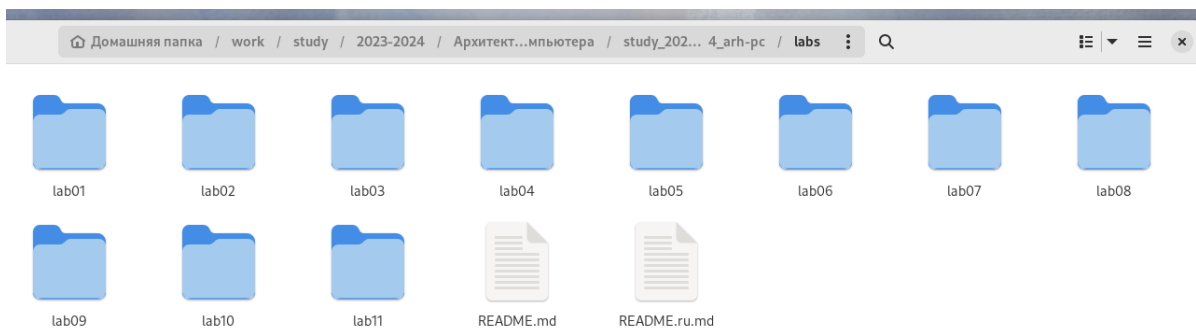 Домашняя папка / work / study / 2023-2024 / Архитект...мпьютера / study_202... 4_arh-pc / labs
lab01 lab02 lab03 lab04 lab05 lab06 lab07 lab08
lab09 lab10 lab11 README.md README.ru.md